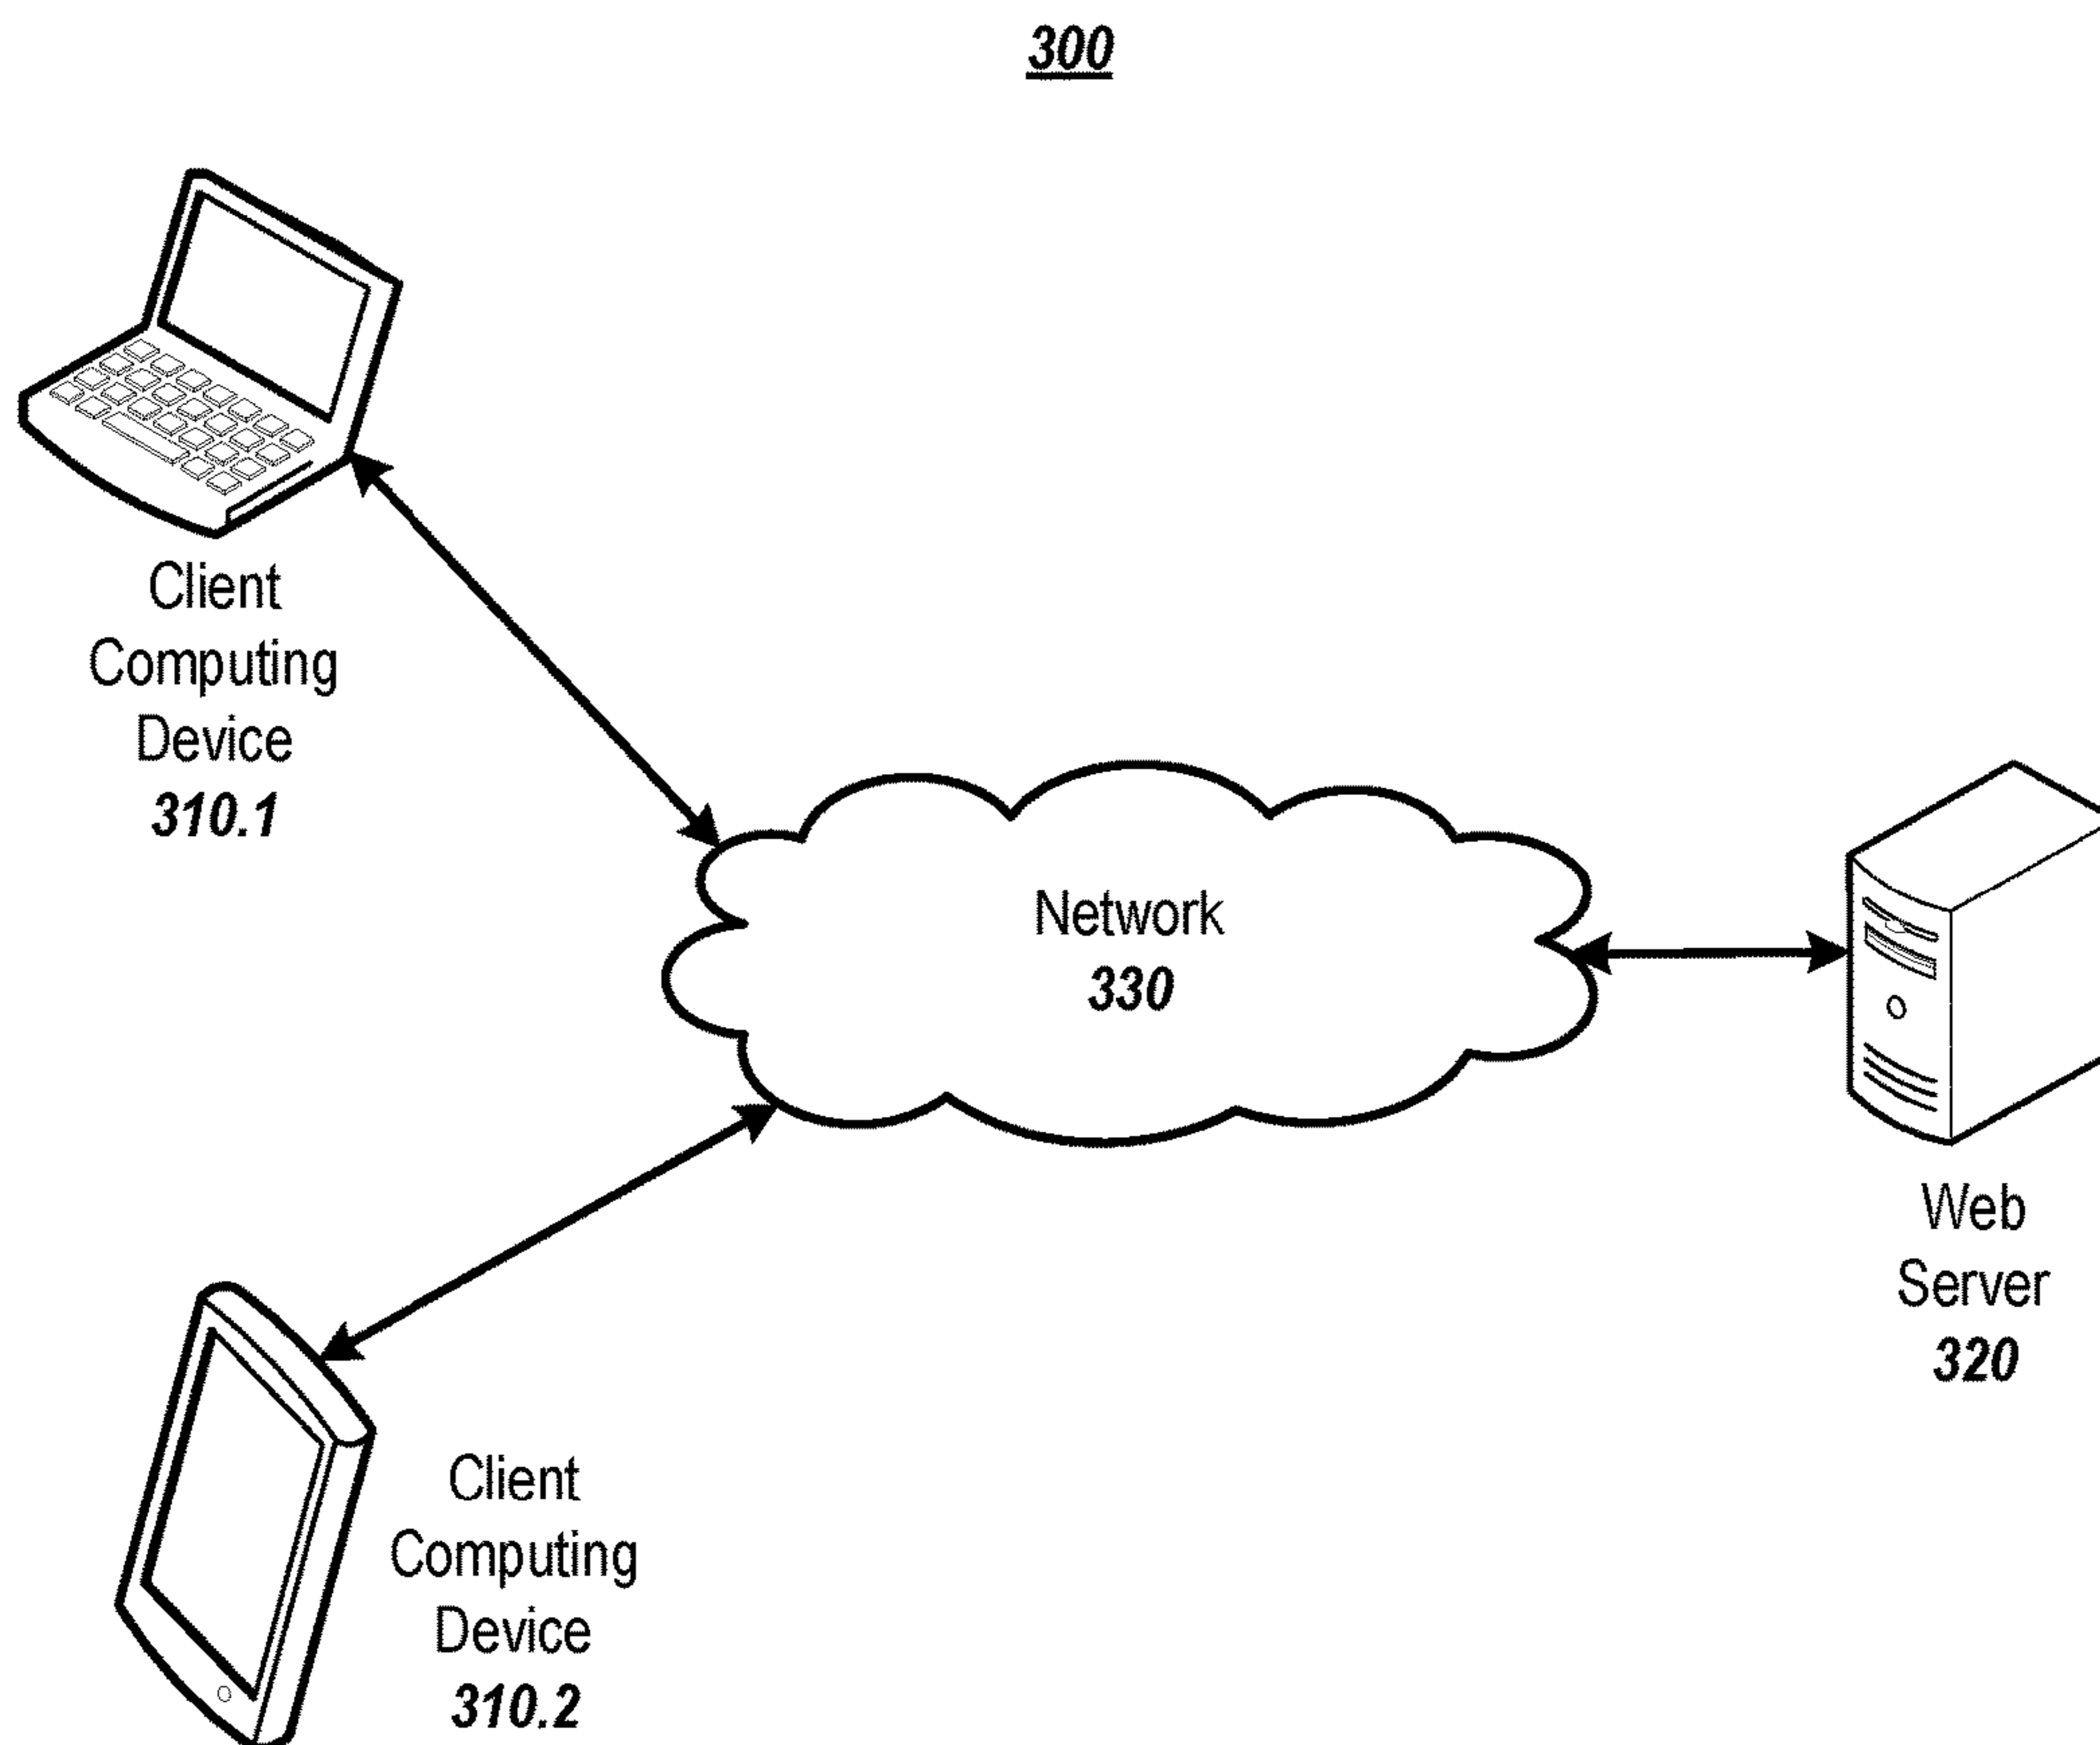 300
Client
Computing
Device
310.1
Network
330
Web
Server
320
Client
Computing
Device
310.2